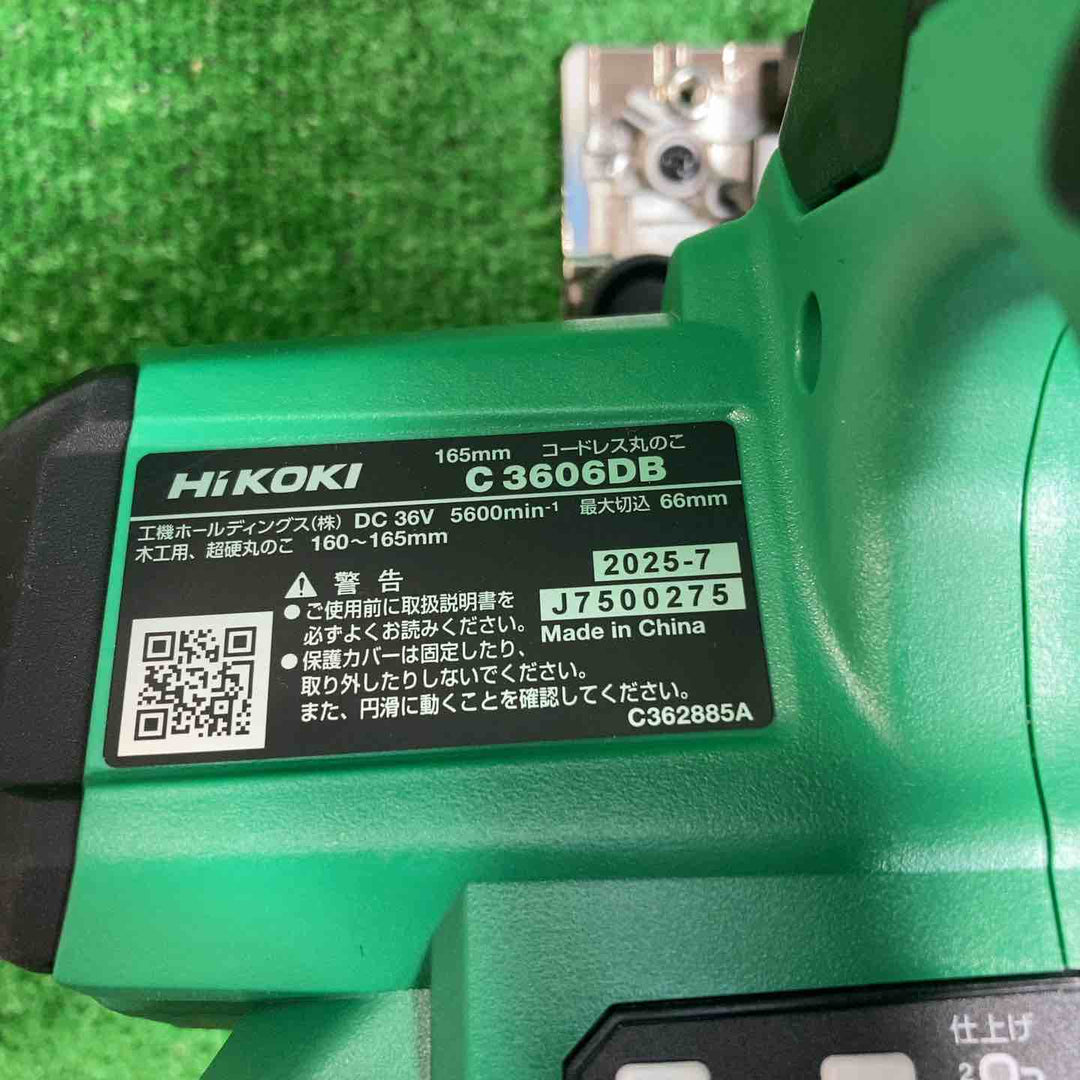 165mm コードレス丸のこ
HiKOKI C 3606DB
工機ホールディングス(株) DC 36V 5600min-1 最大切込 66mm
木工用、超硬丸のこ 160～165mm
2025-7
J7500275
Made in China
警告
●ご使用前に取扱説明書を
必ずよくお読みください。
●保護カバーは固定したり、
取り外したりしないでください。
また、円滑に動くことを確認してください。
C362885A
仕上げ